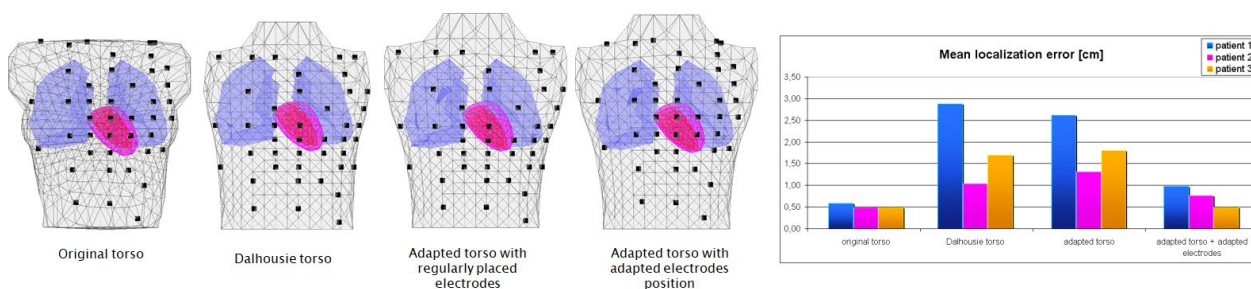 Original torso
Dalhousie torso
Adapted torso with
regularly placed
electrodes
Adapted torso with
adapted electrodes
position
Mean localization error [cm]
patient 1
patient 2
patient 3
3,50
3,00
2,50
2,00
1,50
1,00
0,50
0,00
original torso
Dalhousie torso
adapted torso
adapted torso + adapted
electrodes